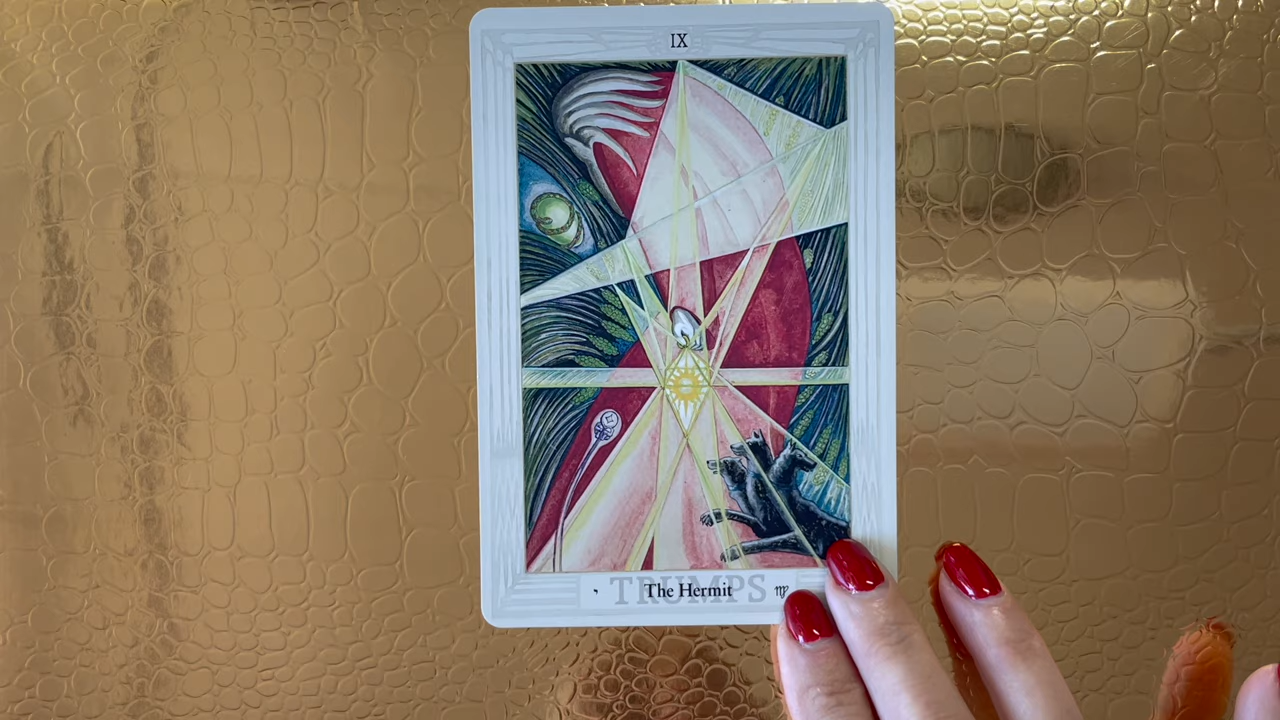 IX
TRUMPS
י The Hermit ♍